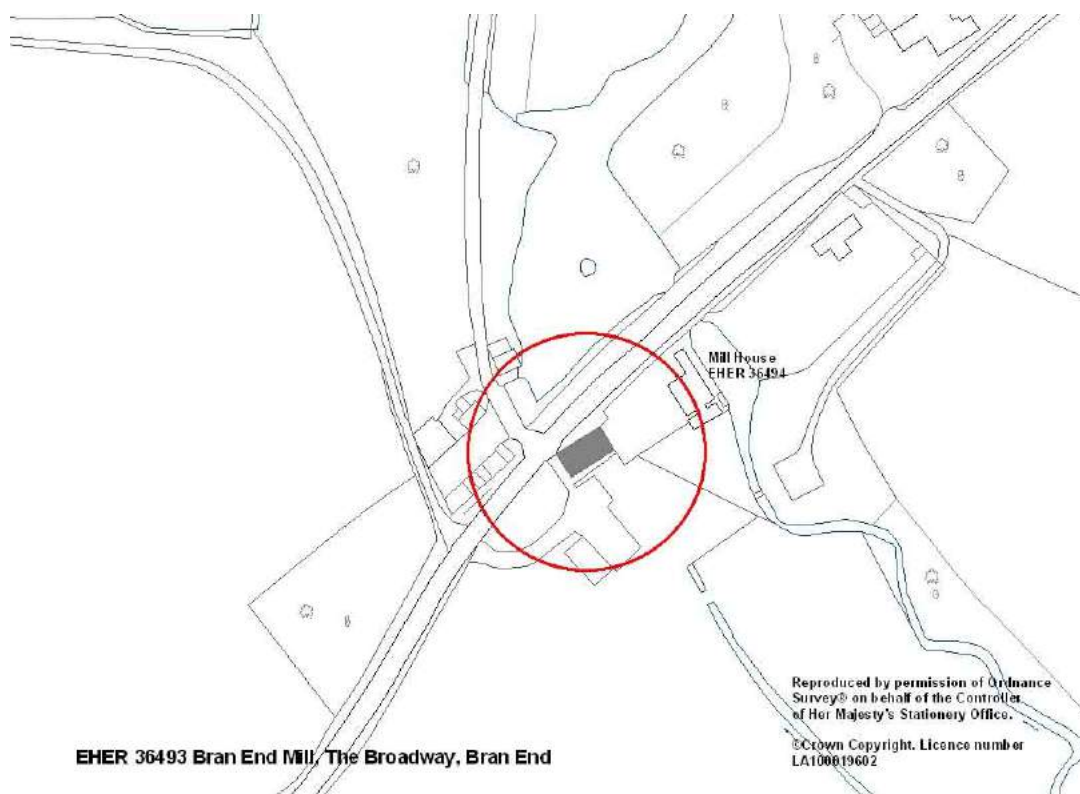 Mill House
EHER 36494
Reproduced by permission of Ordnance
Survey® on behalf of the Controller
of Her Majesty's Stationery Office.
©Crown Copyright. Licence number
LA100019602
EHER 36493 Bran End Mill, The Broadway, Bran End